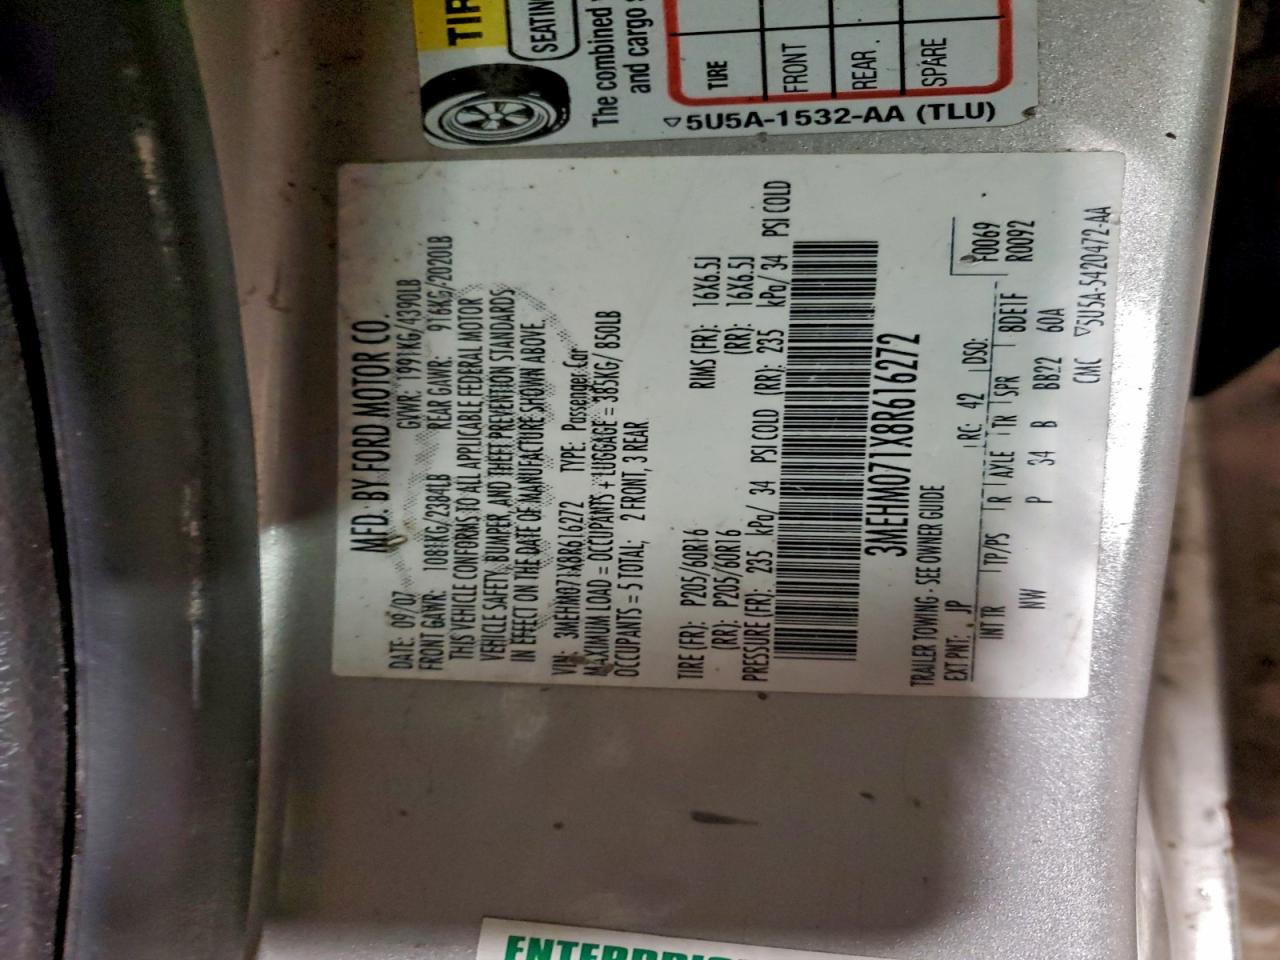 TIR
SEATIN
The combined
and cargo
TIRE
FRONT
REAR
SPARE
5U5A-1532-AA (TLU)
MFD. BY FORD MOTOR CO.
DATE: 09/07 GVWR: 1991KG/4390LB
FRONT GAWR: 1081KG/2384LB REAR GAWR: 916KG/2020LB
THIS VEHICLE CONFORMS TO ALL APPLICABLE FEDERAL MOTOR
VEHICLE SAFETY, BUMPER, AND THEFT PREVENTION STANDARDS
IN EFFECT ON THE DATE OF MANUFACTURE SHOWN ABOVE.
VIN: 3MEHM071X8R616272 TYPE: Passenger Car
MAXIMUM LOAD = OCCUPANTS + LUGGAGE = 385KG/ 850LB
OCCUPANTS = 5 TOTAL, 2 FRONT, 3 REAR
TIRE (FR): P205/60R16 RIMS (FR): 16X6.5J
(RR): P205/60R16 (RR): 16X6.5J
PRESSURE (FR): 235 kPa/ 34 PSI COLD (RR): 235 kPa/ 34 PSI COLD
3MEHM071X8R616272
TRAILER TOWING - SEE OWNER GUIDE
EXT PNT: JP RC: 42 DSO: F0069
INT TR TP/PS R AXLE TR SPR BDE1F R0092
NW P 34 B BB22 60A
CMC 5U5A-5420472-AA